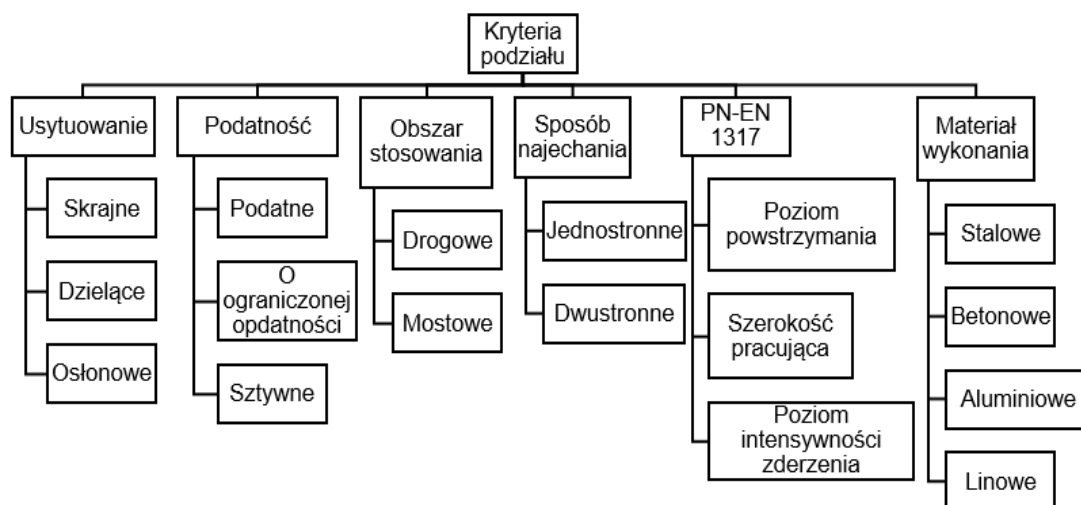 Kryteria
podziału
Usytuowanie
Skrajne
Dzielące
Osłonowe
Podatność
Podatne
O
ograniczonej
opdatności
Sztywne
Obszar
stosowania
Drogowe
Mostowe
Sposób
najechania
Jednostronne
Dwustronne
PN-EN
1317
Poziom
powstrzymania
Szerokość
pracująca
Poziom
intensywności
zderzenia
Materiał
wykonania
Stalowe
Betonowe
Aluminiowe
Linowe